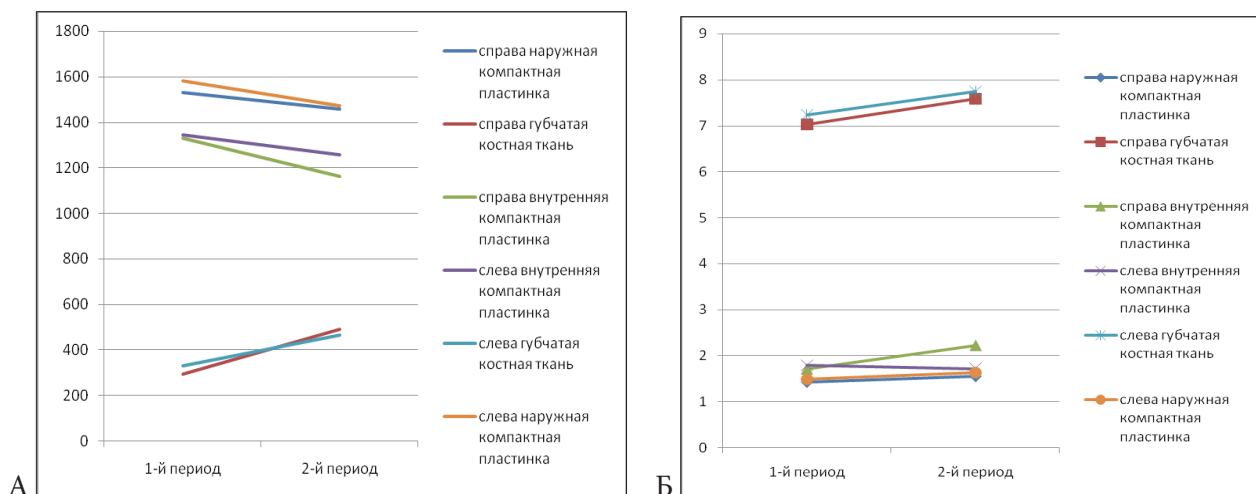 1800
1600
1400
1200
1000
800
600
400
200
0
1-й период
2-й период
справа наружная
компактная
пластинка
справа губчатая
костная ткань
справа внутренняя
компактная
пластинка
слева внутренняя
компактная
пластинка
слева губчатая
костная ткань
слева наружная
компактная
пластинка
А
9
8
7
6
5
4
3
2
1
0
1-й период
2-й период
справа наружная
компактная
пластинка
справа губчатая
костная ткань
справа внутренняя
компактная
пластинка
слева внутренняя
компактная
пластинка
слева губчатая
костная ткань
слева наружная
компактная
пластинка
Б